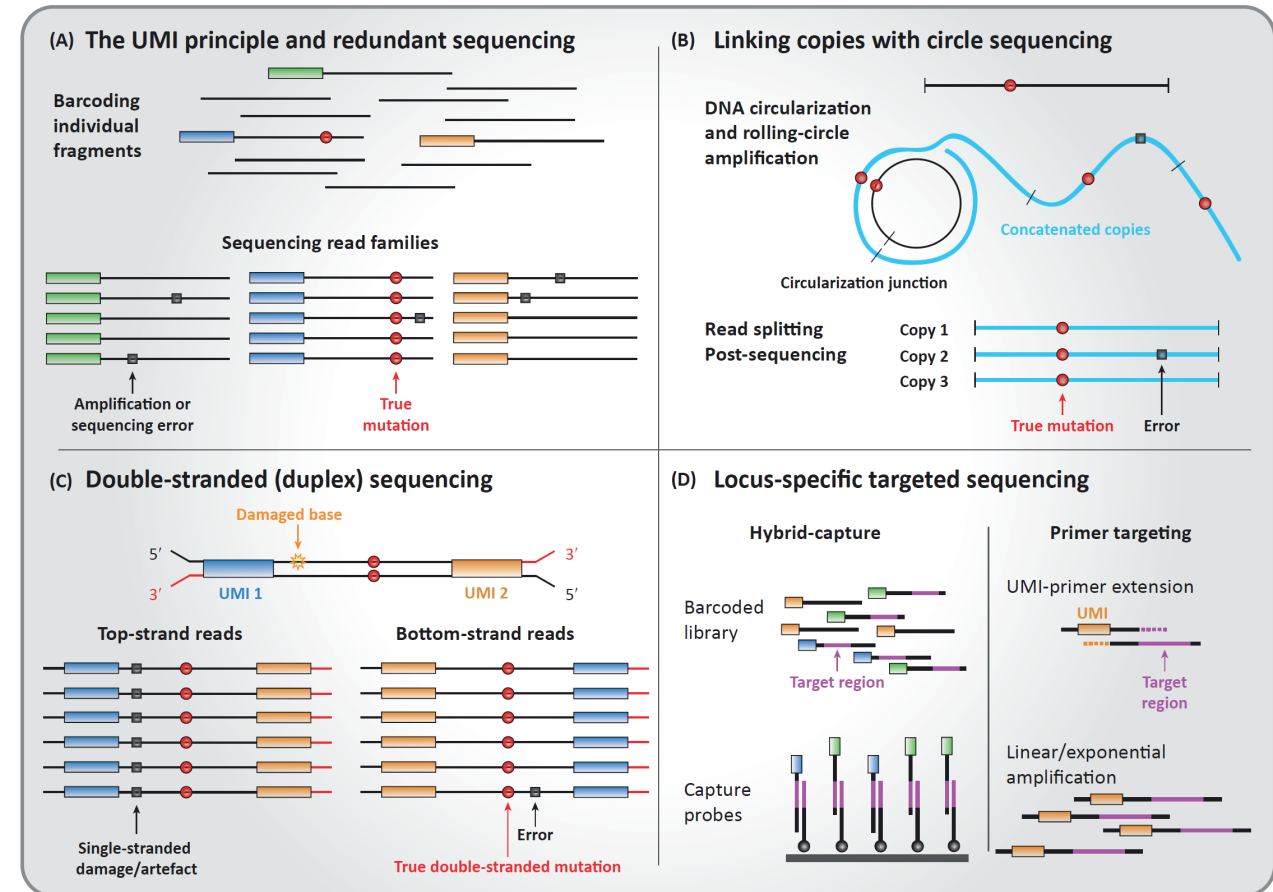 (A) The UMI principle and redundant sequencing
Barcoding
individual
fragments
Sequencing read families
Amplification or
sequencing error
True
mutation
(B) Linking copies with circle sequencing
DNA circularization
and rolling-circle
amplification
Concatenated copies
Circularization junction
Read splitting
Post-sequencing
Copy 1
Copy 2
Copy 3
True mutation
Error
(C) Double-stranded (duplex) sequencing
Damaged base
5′
3′
3′
5′
UMI 1
UMI 2
Top-strand reads
Bottom-strand reads
Single-stranded
damage/artefact
Error
True double-stranded mutation
(D) Locus-specific targeted sequencing
Hybrid-capture
Barcoded
library
Target region
Capture
probes
Primer targeting
UMI-primer extension
UMI
Target
region
Linear/exponential
amplification